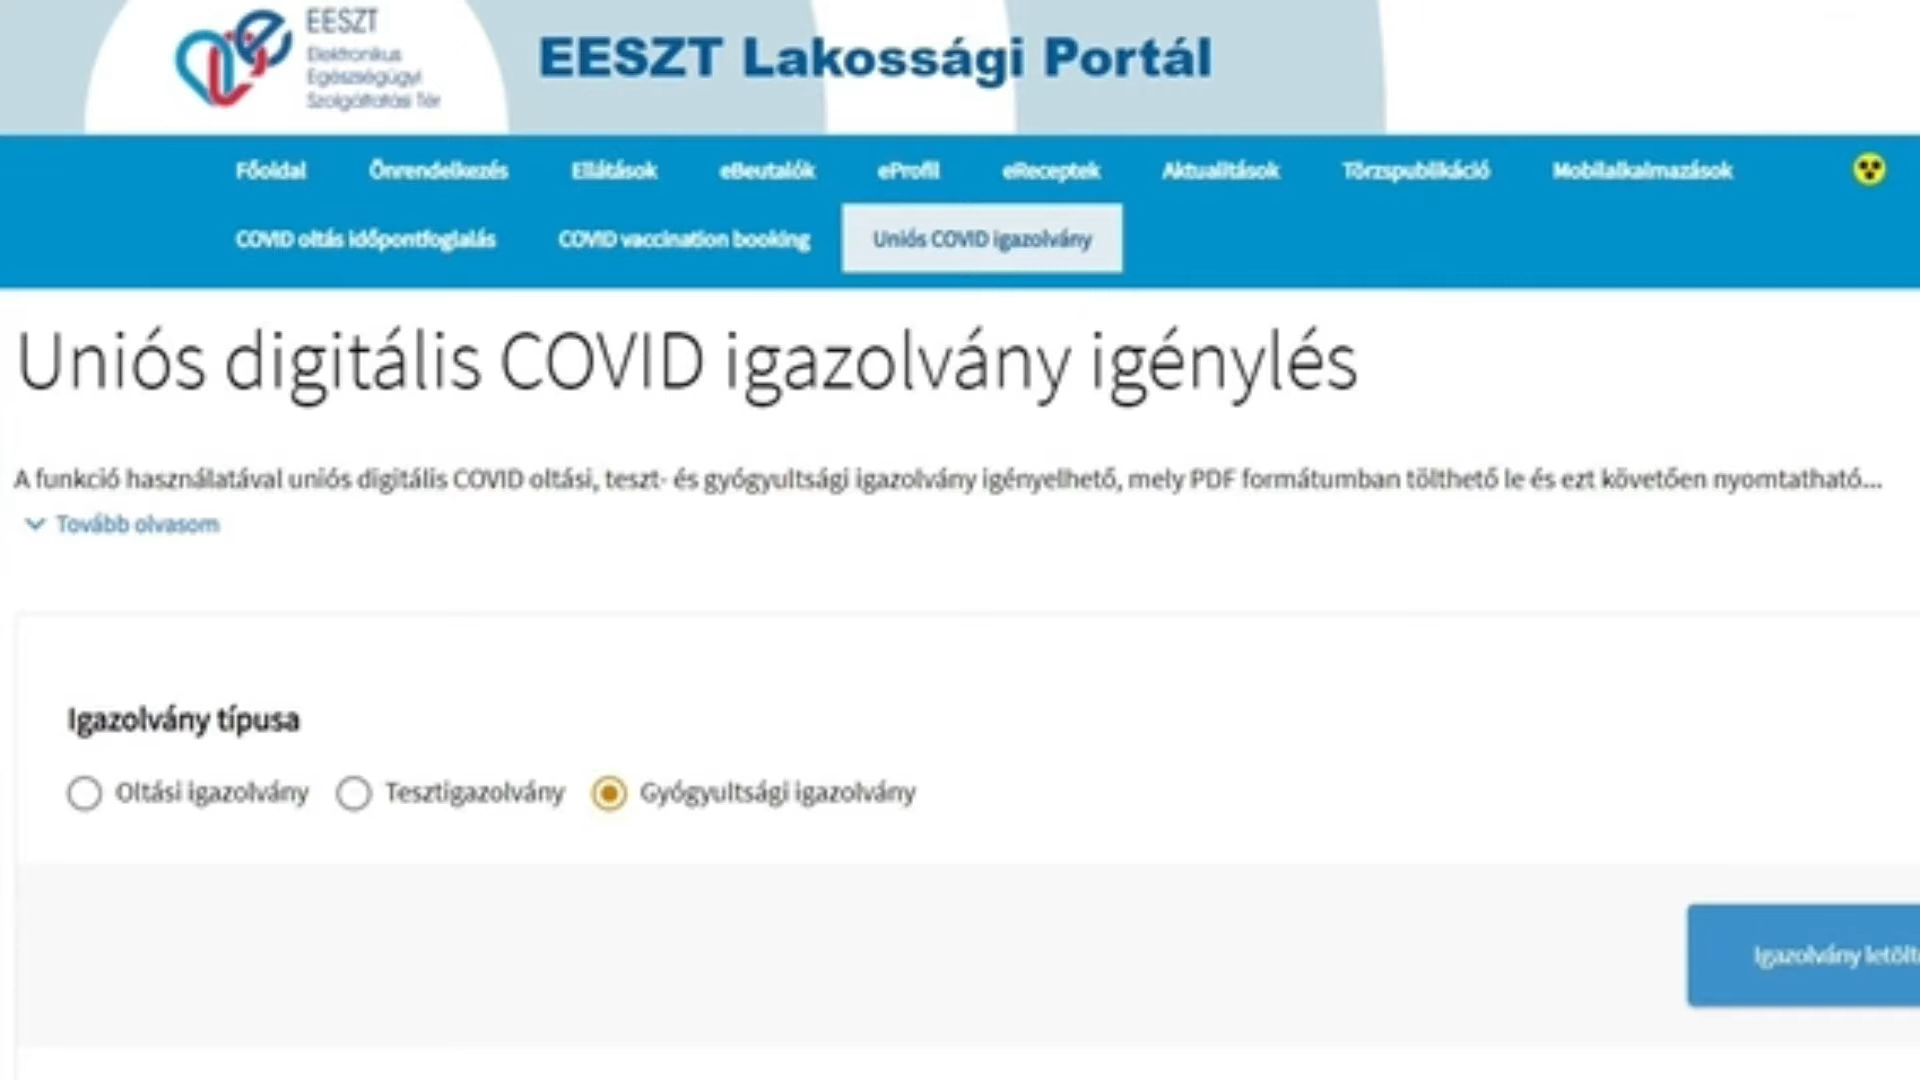 EESZT
Elektronikus
Egészségügyi
Szolgáltatási Tér
EESZT Lakossági Portál
Főoldal Önrendelkezés Ellátások eBeutalók eProfil eReceptek Aktualitások Törzspublikáció Mobilalkalmazások
COVID oltás időpontfoglalás COVID vaccination booking Uniós COVID igazolvány
Uniós digitális COVID igazolvány igénylés
A funkció használatával uniós digitális COVID oltási, teszt- és gyógyultsági igazolvány igényelhető, mely PDF formátumban tölthető le és ezt követően nyomtatható...
Tovább olvasom
Igazolvány típusa
Oltási igazolvány Tesztigazolvány Gyógyultsági igazolvány
Igazolvány letölt